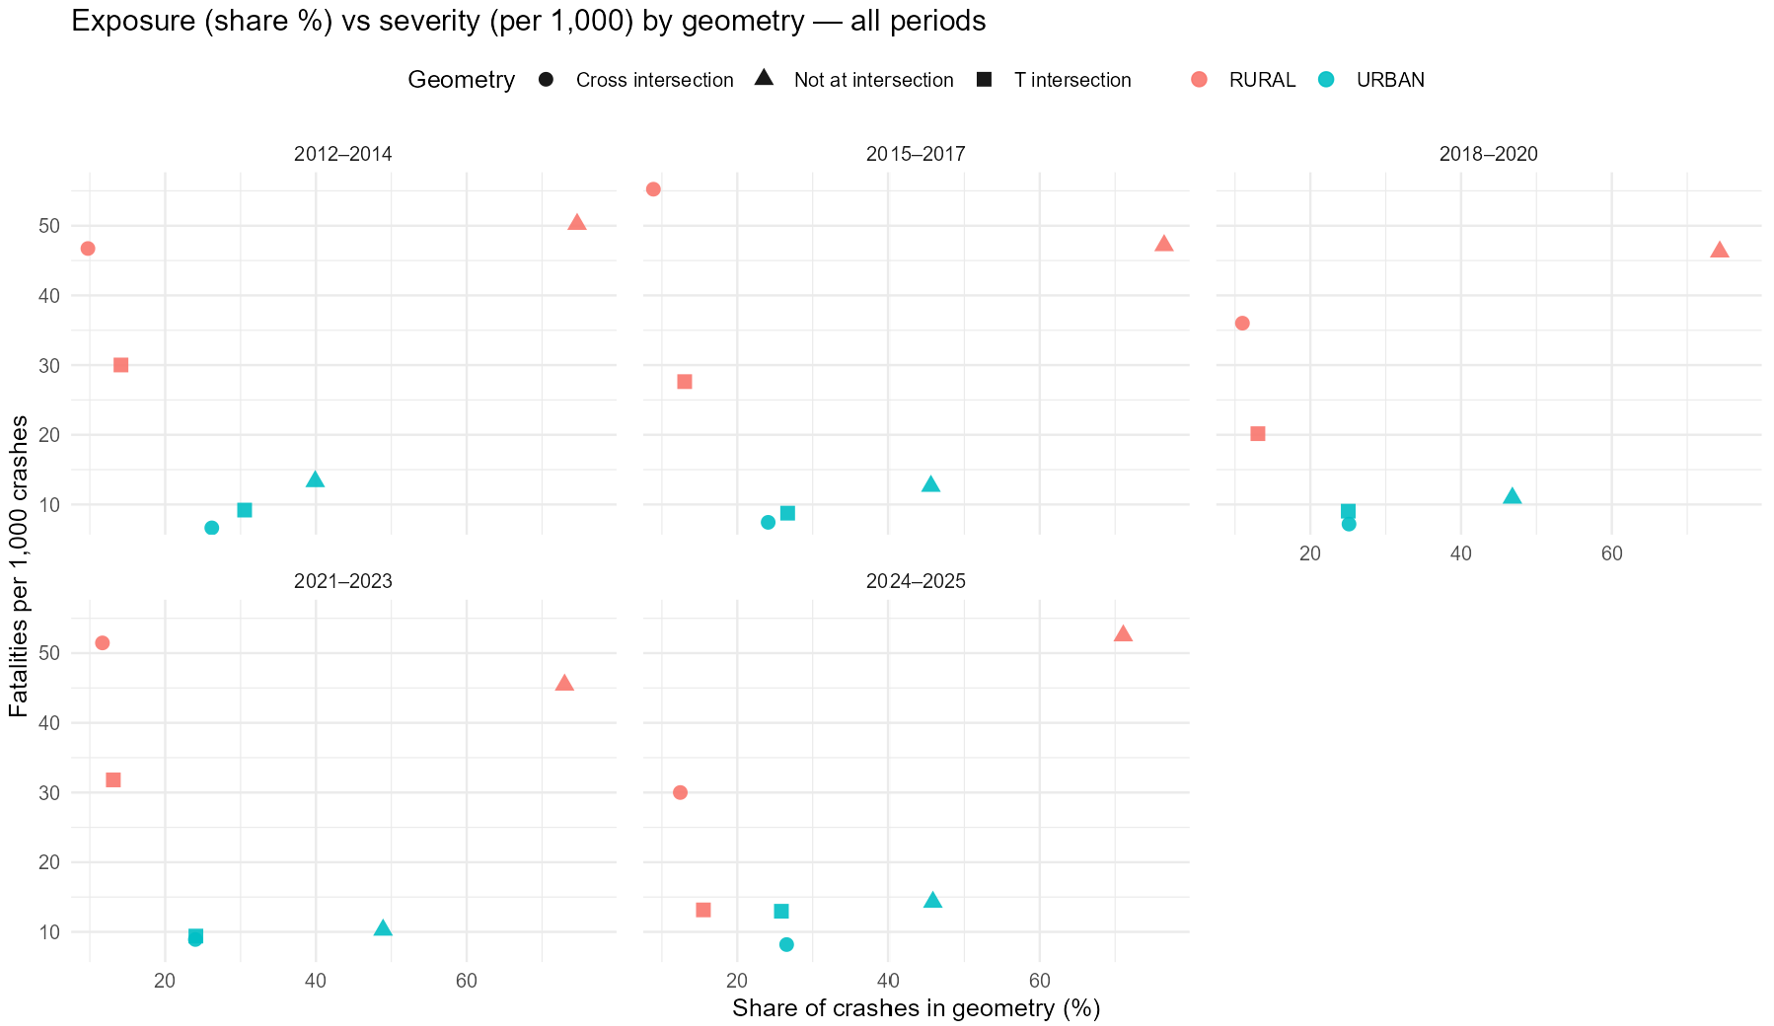 Exposure (share %) vs severity (per 1,000) by geometry — all periods
Geometry Cross intersection Not at intersection T intersection RURAL URBAN
2012–2014 2015–2017 2018–2020
50
40
30
20
10
20 40 60
2021–2023 2024–2025
50
40
30
20
10
20 40 60 20 40 60
Share of crashes in geometry (%)
Fatalities per 1,000 crashes